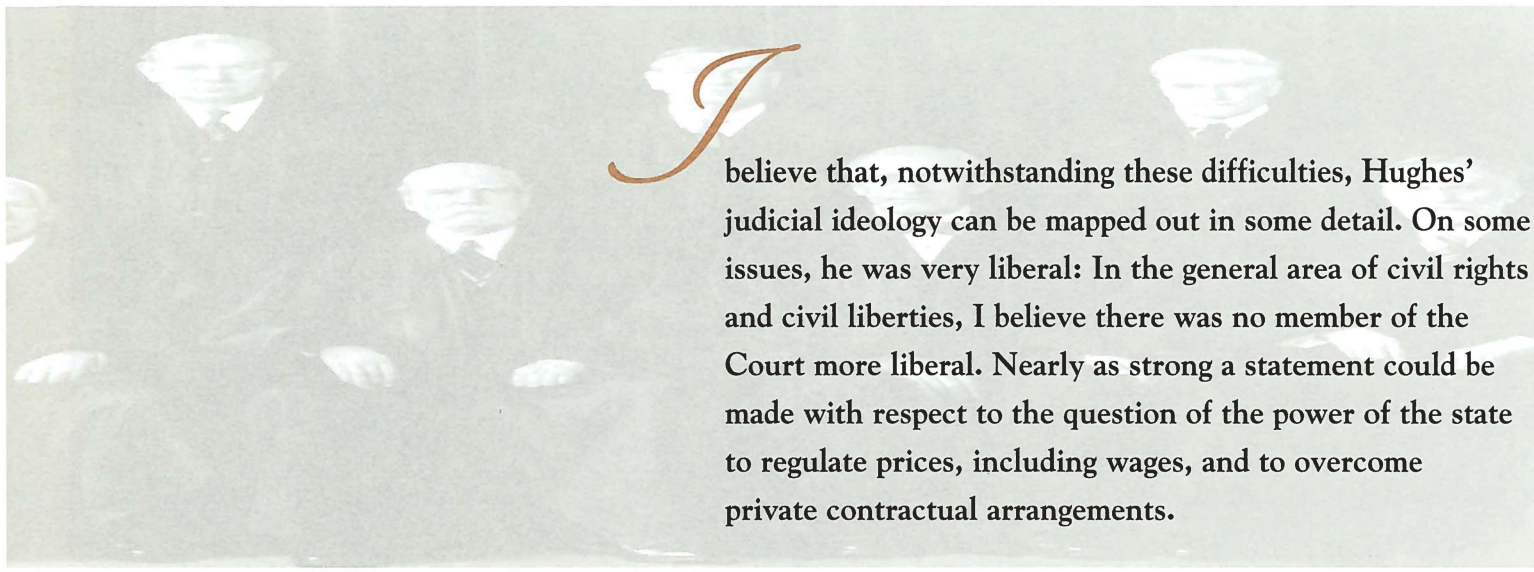 I
believe that, notwithstanding these difficulties, Hughes’
judicial ideology can be mapped out in some detail. On some
issues, he was very liberal: In the general area of civil rights
and civil liberties, I believe there was no member of the
Court more liberal. Nearly as strong a statement could be
made with respect to the question of the power of the state
to regulate prices, including wages, and to overcome
private contractual arrangements.